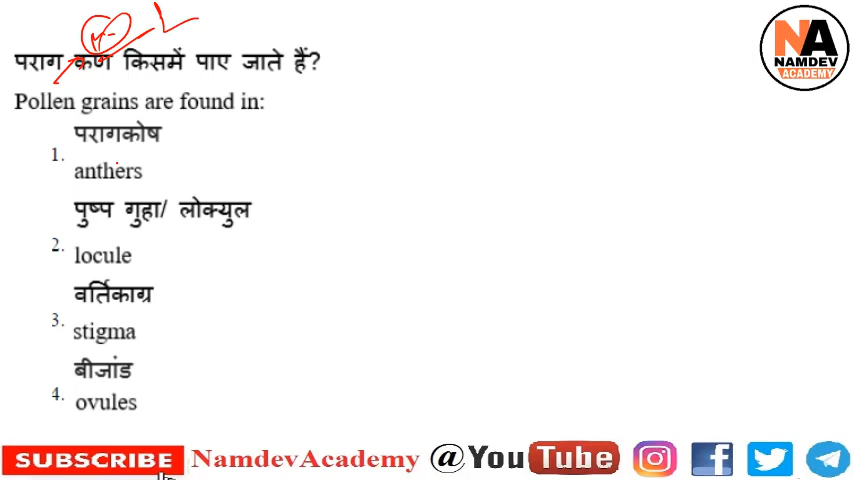 पराग कण किसमें पाए जाते हैं?
NA
NAMDEV
ACADEMY
Pollen grains are found in:
परागकोष
1.
anthers
पुष्प गुहा/ लोक्युल
2.
locule
वर्तिकाग्र
3.
stigma
बीजांड
4.
ovules
SUBSCRIBE NamdevAcademy @YouTube